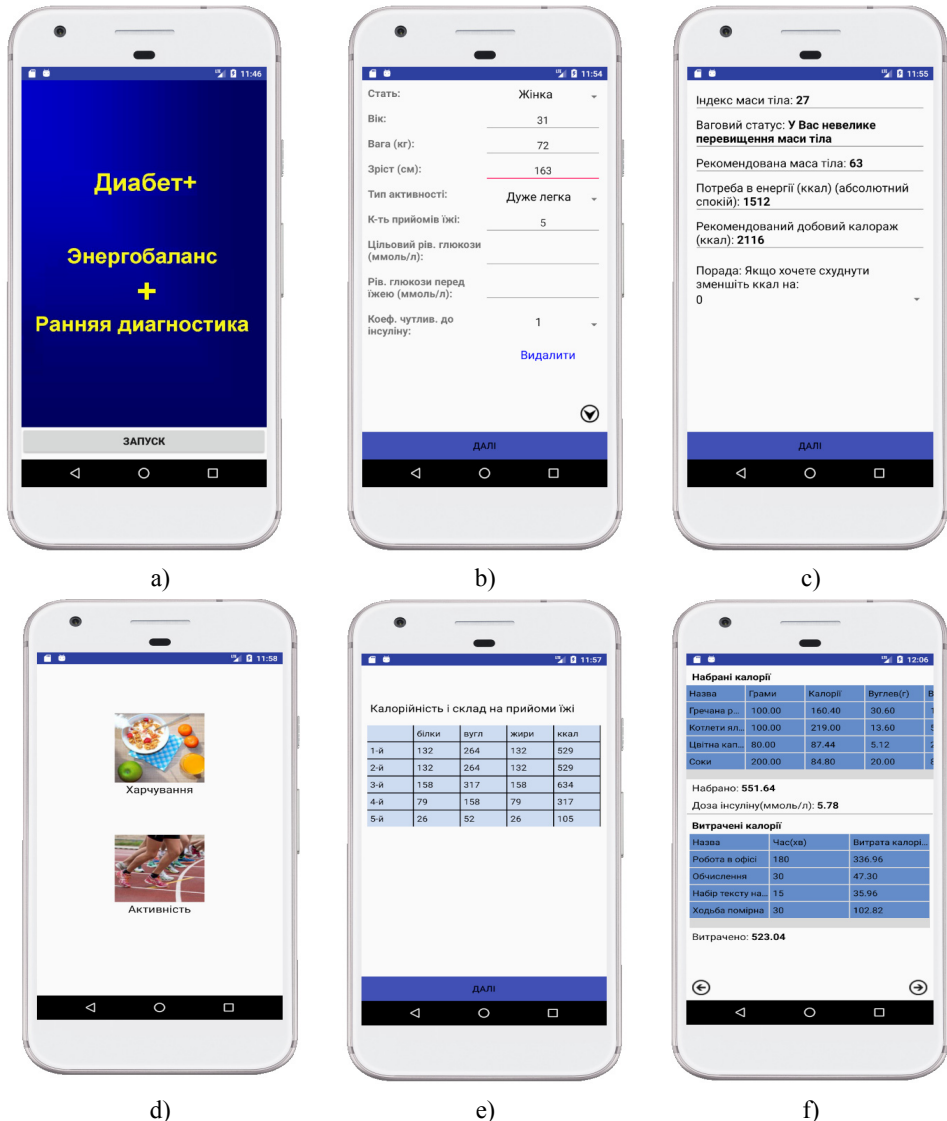 11:46
Диабет+
Энергобаланс
+
Ранняя диагностика
ЗАПУСК
a)
11:54
Стать: Жінка
Вік: 31
Вага (кг): 72
Зріст (см): 163
Тип активності: Дуже легка
К-ть прийомів їжі: 5
Цільовий рів. глюкози
(ммоль/л):
Рів. глюкози перед
їжею (ммоль/л):
Коеф. чутлив. до 1
інсуліну:
Видалити
ДАЛІ
b)
11:55
Індекс маси тіла: 27
Ваговий статус: У Вас невелике
перевищення маси тіла
Рекомендована маса тіла: 63
Потреба в енергії (ккал) (абсолютний
спокій): 1512
Рекомендований добовий калораж
(ккал): 2116
Порада: Якщо хочете схуднути
зменшіть ккал на:
0
ДАЛІ
c)
11:58
Харчування
Активність
d)
11:57
Калорійність і склад на прийоми їжі
білки вугл жири ккал
1-й 132 264 132 529
2-й 132 264 132 529
3-й 158 317 158 634
4-й 79 158 79 317
5-й 26 52 26 105
ДАЛІ
e)
12:06
Набрані калорії
Назва Грами Калорії Вуглев(г)
Гречана р... 100.00 160.40 30.60
Котлети ял... 100.00 219.00 13.60
Цвітна кап... 80.00 87.44 5.12
Соки 200.00 84.80 20.00
Набрано: 551.64
Доза інсуліну(ммоль/л): 5.78
Витрачені калорії
Назва Час(хв) Витрата калорі...
Робота в офісі 180 336.96
Обчислення 30 47.30
Набір тексту на... 15 35.96
Ходьба помірна 30 102.82
Витрачено: 523.04
f)